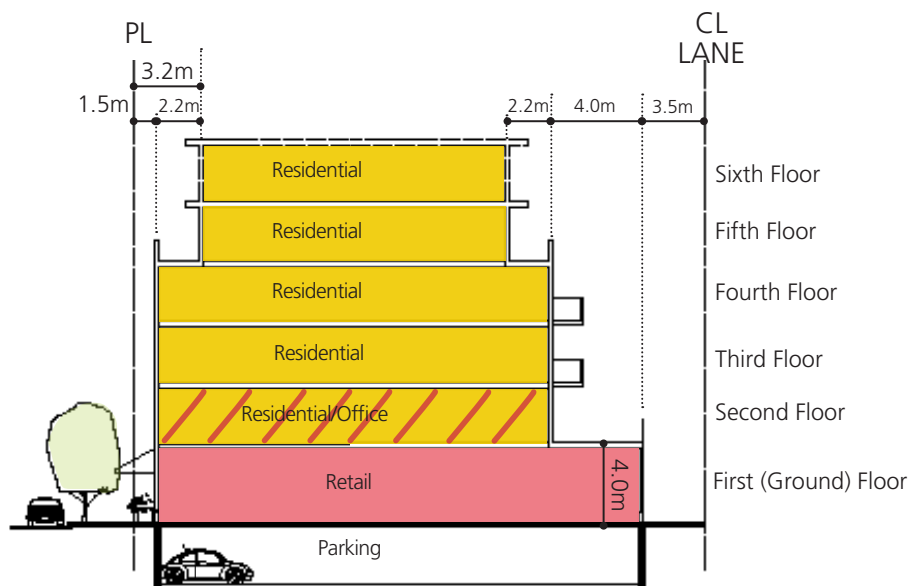 PL
CL
LANE
3.2m
1.5m
2.2m
2.2m
4.0m
3.5m
Residential
Sixth Floor
Residential
Fifth Floor
Residential
Fourth Floor
Residential
Third Floor
Residential/Office
Second Floor
Retail
4.0m
First (Ground) Floor
Parking